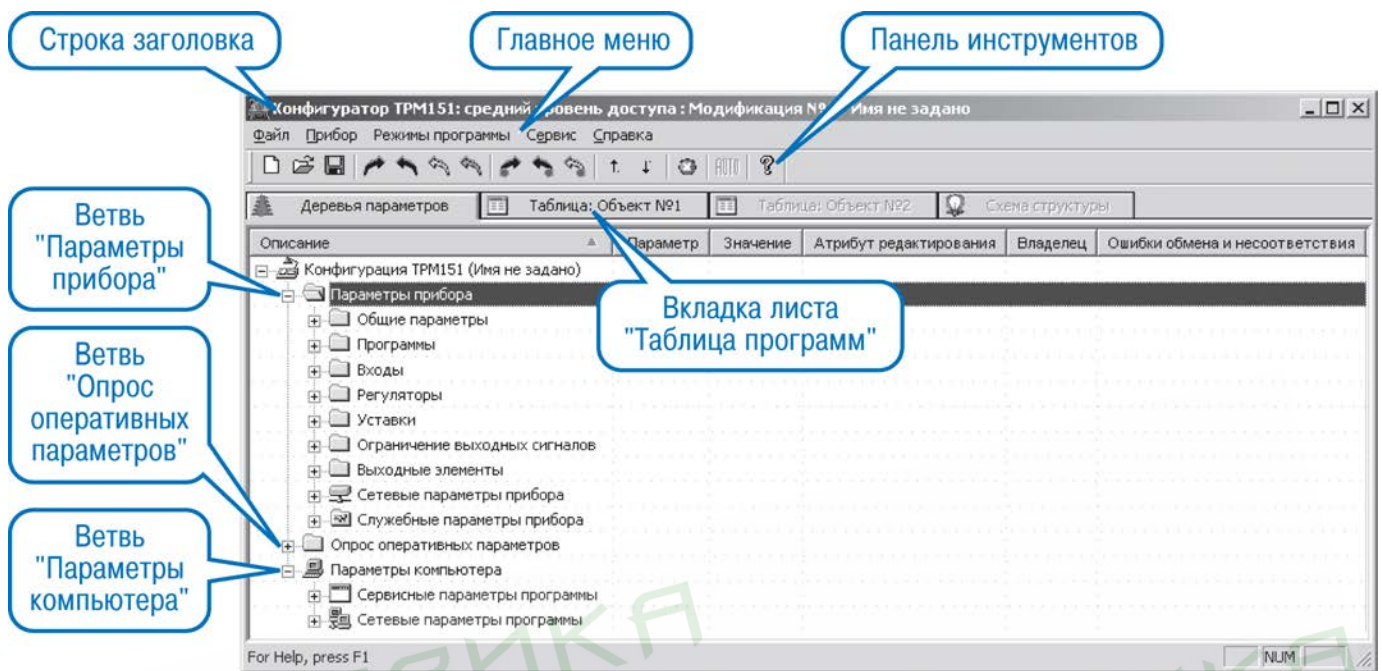 Строка заголовка
Главное меню
Панель инструментов
Конфигуратор ТРМ151: средний уровень доступа : Модификация № Имя не задано
Файл Прибор Режимы программы Сервис Справка
AUTO
Деревья параметров
Таблица: Объект №1
Таблица: Объект №2
Схема структуры
Описание Параметр Значение Атрибут редактирования Владелец Ошибки обмена и несоответствия
Ветвь
"Параметры
прибора"
Ветвь
"Опрос
оперативных
параметров"
Ветвь
"Параметры
компьютера"
Вкладка листа
"Таблица программ"
Конфигурация ТРМ151 (Имя не задано)
Параметры прибора
Общие параметры
Программы
Входы
Регуляторы
Уставки
Ограничение выходных сигналов
Выходные элементы
Сетевые параметры прибора
Служебные параметры прибора
Опрос оперативных параметров
Параметры компьютера
Сервисные параметры программы
Сетевые параметры программы
For Help, press F1
NUM